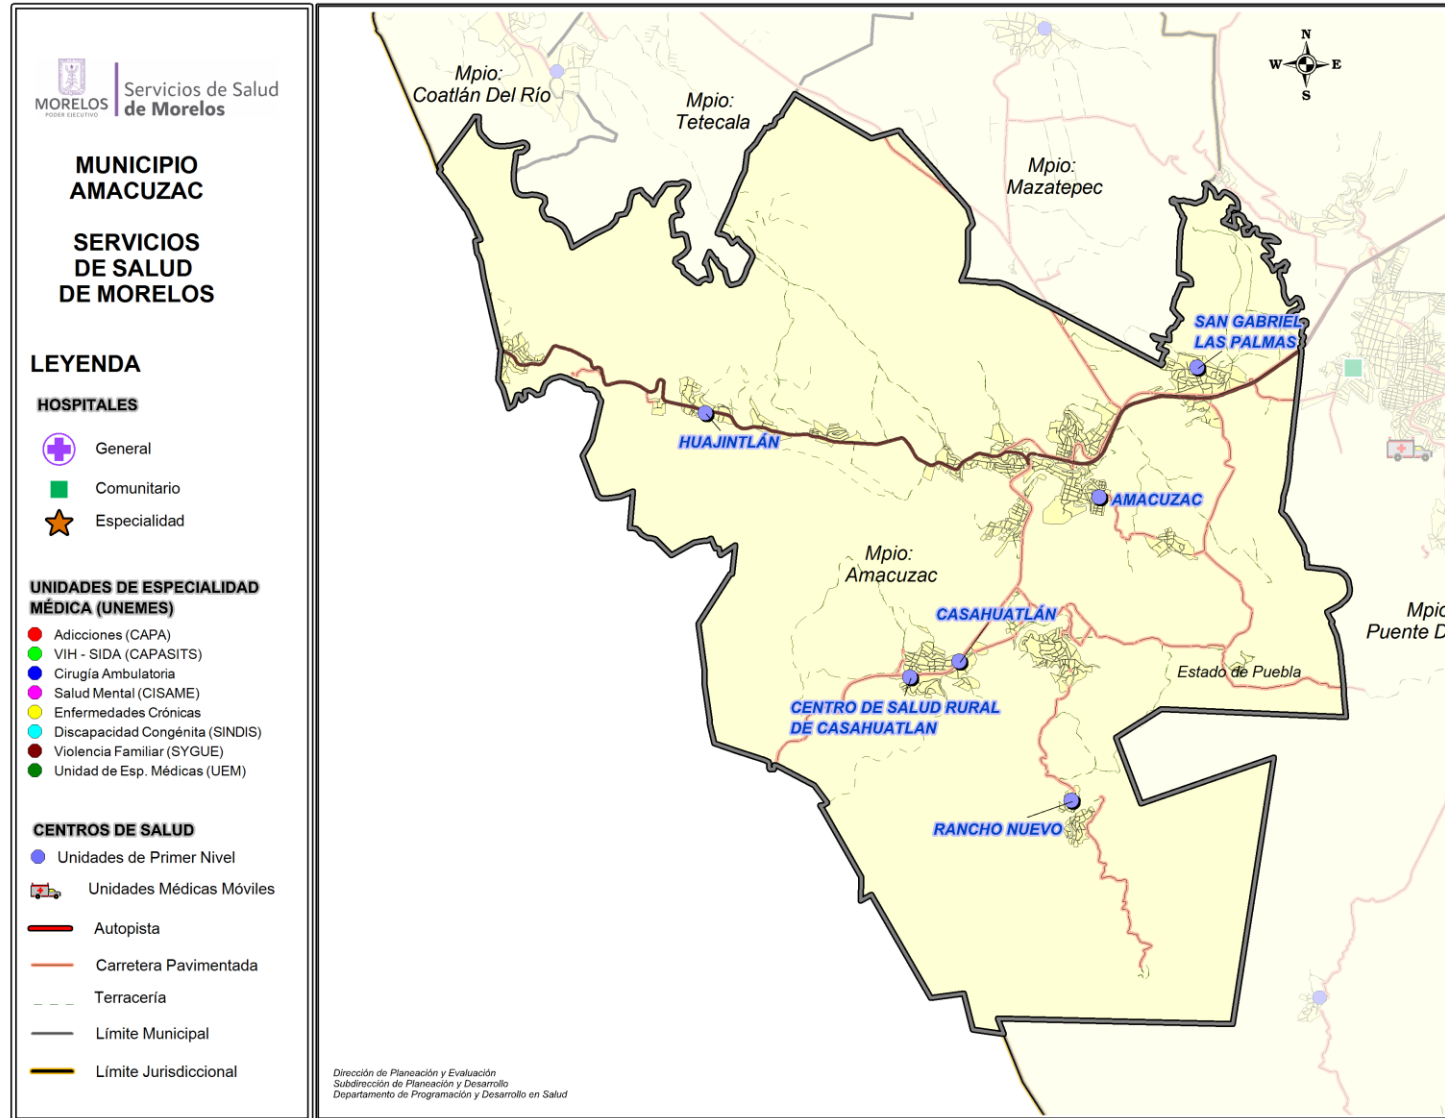 MORELOS
PODER EJECUTIVO
Servicios de Salud
de Morelos
MUNICIPIO
AMACUZAC
SERVICIOS
DE SALUD
DE MORELOS
LEYENDA
HOSPITALES
General
Comunitario
Especialidad
UNIDADES DE ESPECIALIDAD
MÉDICA (UNEMES)
Adicciones (CAPA)
VIH - SIDA (CAPASITS)
Cirugía Ambulatoria
Salud Mental (CISAME)
Enfermedades Crónicas
Discapacidad Congénita (SINDIS)
Violencia Familiar (SYGUE)
Unidad de Esp. Médicas (UEM)
CENTROS DE SALUD
Unidades de Primer Nivel
Unidades Médicas Móviles
Autopista
Carretera Pavimentada
Terracería
Límite Municipal
Límite Jurisdiccional
N
W
E
S
Mpio:
Coatlán Del Río
Mpio:
Tetecala
Mpio:
Mazatepec
SAN GABRIEL
LAS PALMAS
HUAJINTLÁN
AMACUZAC
Mpio:
Amacuzac
CASAHUATLÁN
Mpio
Puente D
Estado de Puebla
CENTRO DE SALUD RURAL
DE CASAHUATLAN
RANCHO NUEVO
Dirección de Planeación y Evaluación
Subdirección de Planeación y Desarrollo
Departamento de Programación y Desarrollo en Salud